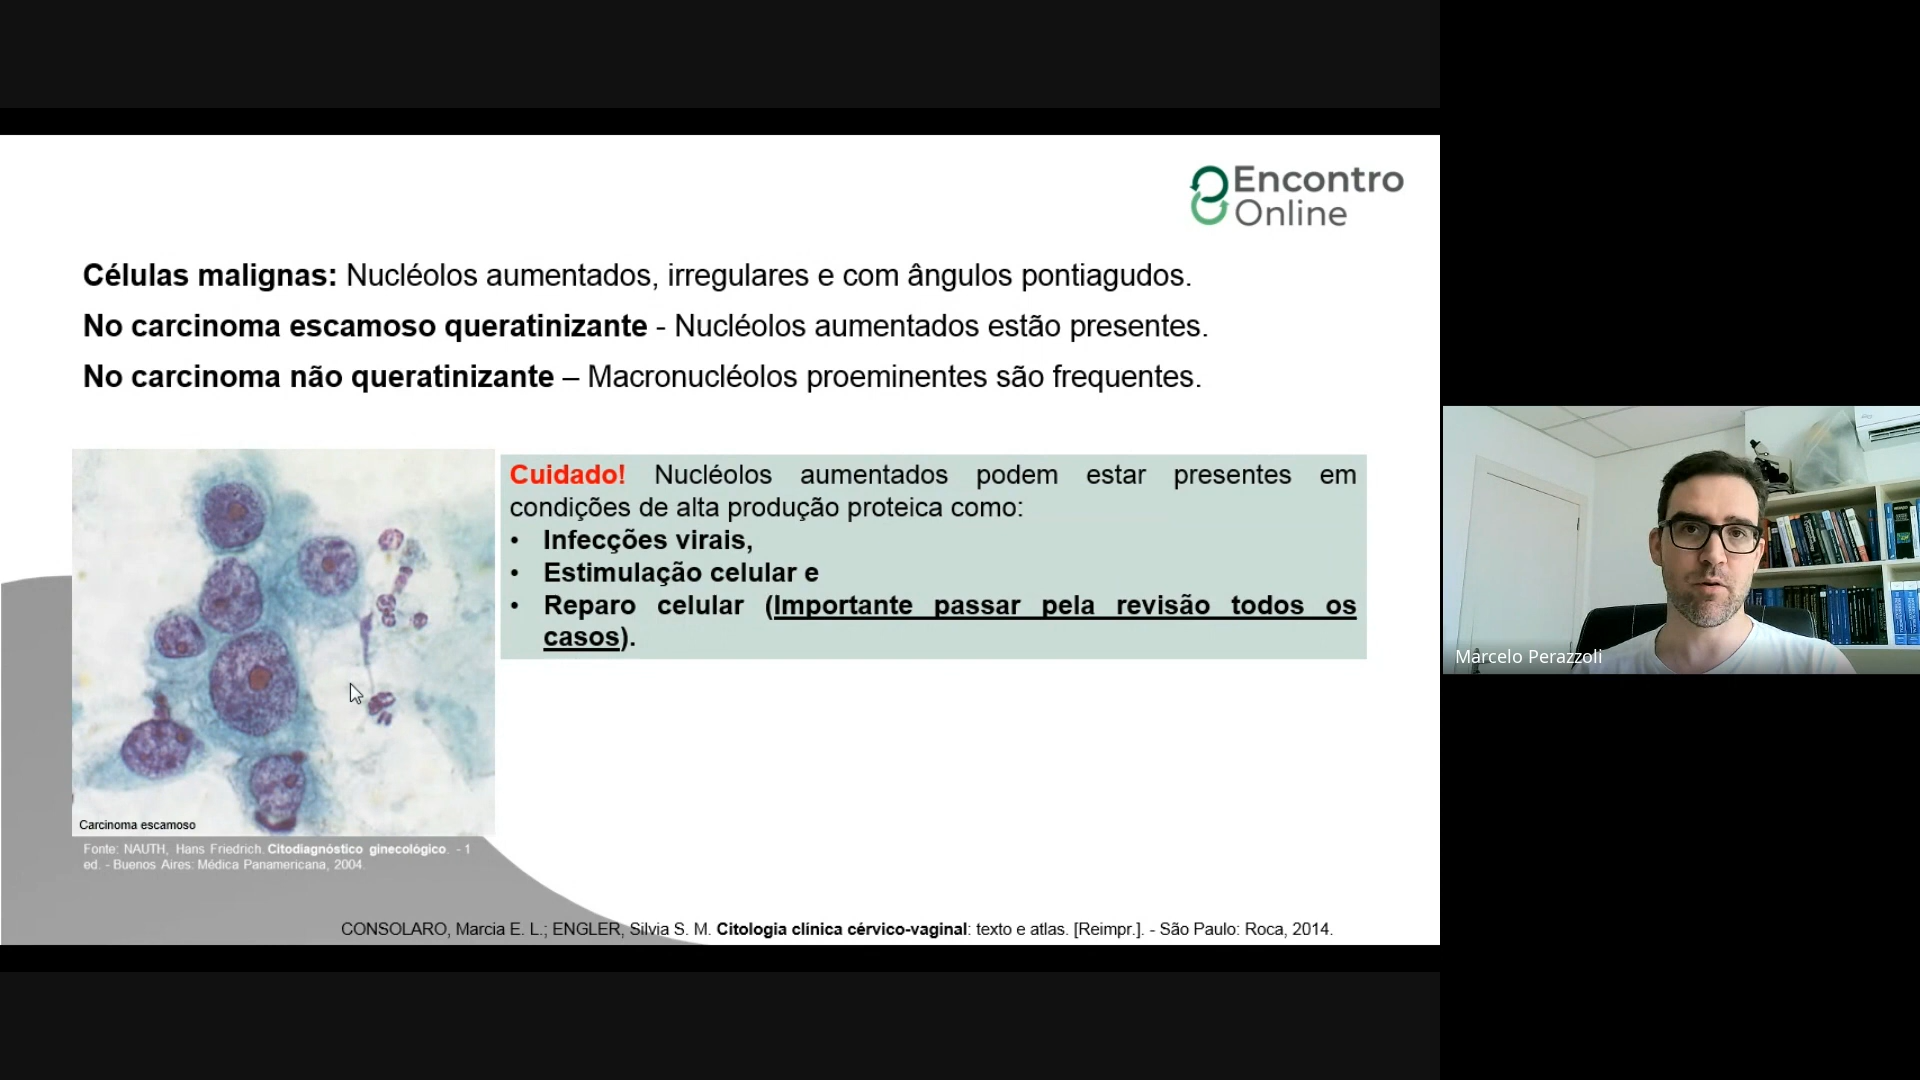 Encontro
Online
Células malignas: Nucléolos aumentados, irregulares e com ângulos pontiagudos.
No carcinoma escamoso queratinizante - Nucléolos aumentados estão presentes.
No carcinoma não queratinizante – Macronucléolos proeminentes são frequentes.
Cuidado! Nucléolos aumentados podem estar presentes em
condições de alta produção proteica como:
• Infecções virais,
• Estimulação celular e
• Reparo celular (Importante passar pela revisão todos os
casos).
Carcinoma escamoso
Fonte: NAUTH, Hans Friedrich. Citodiagnóstico ginecológico. - 1
ed. - Buenos Aires: Médica Panamericana, 2004.
CONSOLARO, Marcia E. L.; ENGLER, Silvia S. M. Citologia clínica cérvico-vaginal: texto e atlas. [Reimpr.]. - São Paulo: Roca, 2014.
Marcelo Perazzoli